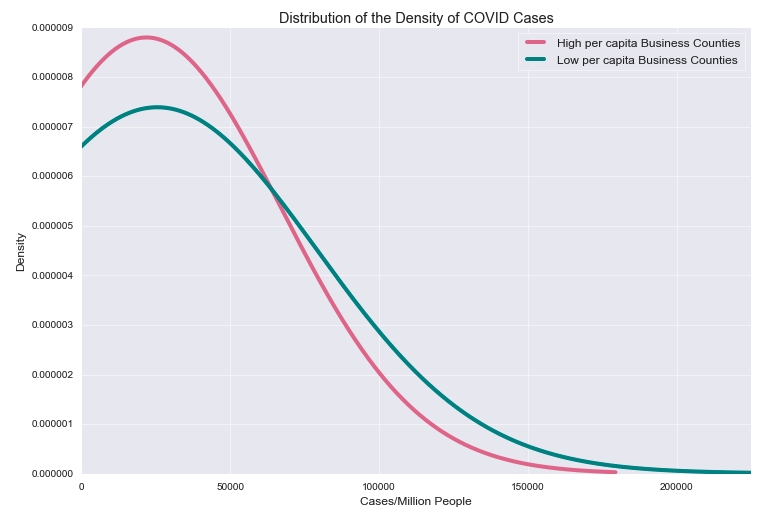 Distribution of the Density of COVID Cases
High per capita Business Counties
Low per capita Business Counties
0.000009
0.000008
0.000007
0.000006
0.000005
0.000004
0.000003
0.000002
0.000001
0.000000
Density
0 50000 100000 150000 200000
Cases/Million People